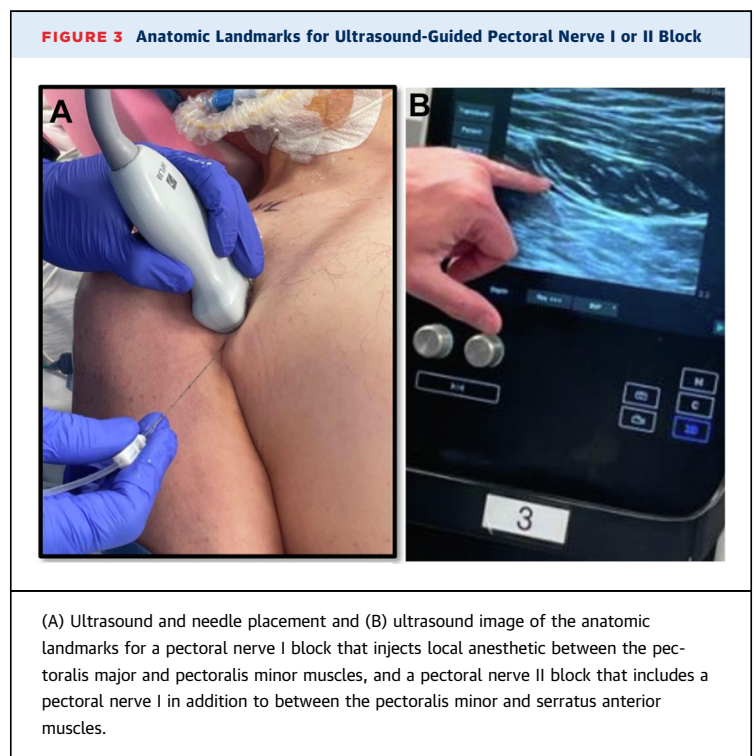 FIGURE 3 Anatomic Landmarks for Ultrasound-Guided Pectoral Nerve I or II Block
A
B
M
C
2D
3
(A) Ultrasound and needle placement and (B) ultrasound image of the anatomic
landmarks for a pectoral nerve I block that injects local anesthetic between the pec-
toralis major and pectoralis minor muscles, and a pectoral nerve II block that includes a
pectoral nerve I in addition to between the pectoralis minor and serratus anterior
muscles.